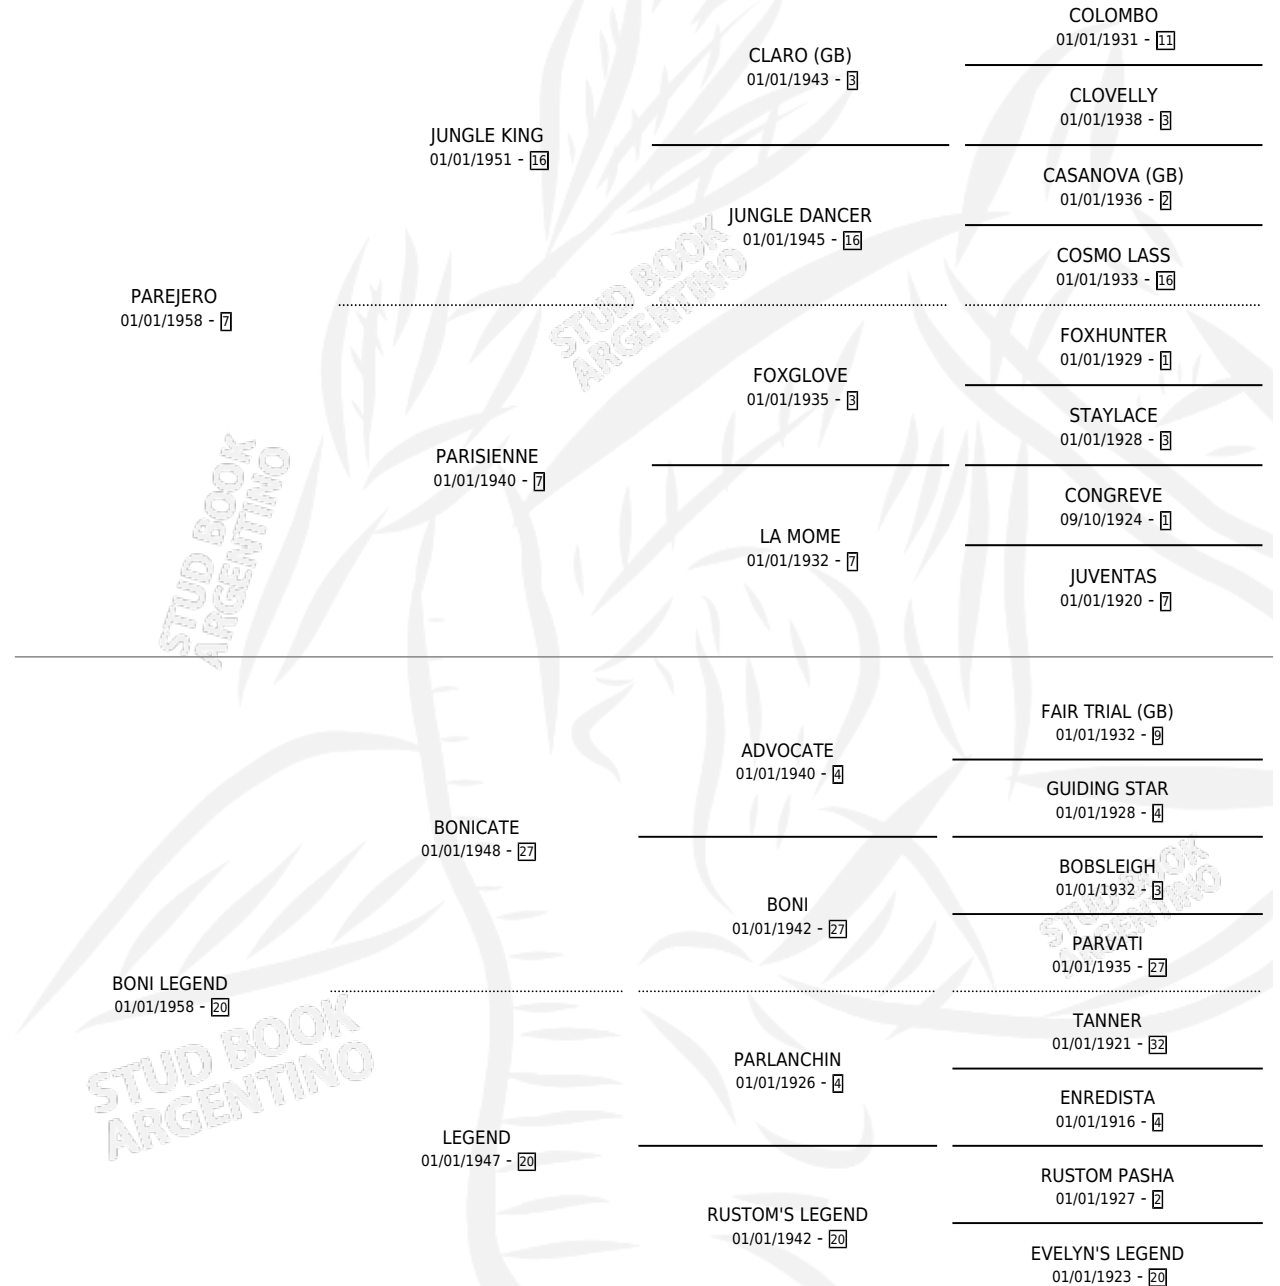 COLOMBO
01/01/1931 - 11
CLARO (GB)
01/01/1943 - 3
CLOVELLY
01/01/1938 - 3
JUNGLE KING
01/01/1951 - 16
CASANOVA (GB)
01/01/1936 - 2
JUNGLE DANCER
01/01/1945 - 16
COSMO LASS
01/01/1933 - 16
PAREJERO
01/01/1958 - 7
FOXHUNTER
01/01/1929 - 1
FOXGLOVE
01/01/1935 - 3
STAYLACE
01/01/1928 - 3
PARISIENNE
01/01/1940 - 7
CONGREVE
09/10/1924 - 1
LA MOME
01/01/1932 - 7
JUVENTAS
01/01/1920 - 7
STUD BOOK
ARGENTINO
STUD BOOK
ARGENTINO
FAIR TRIAL (GB)
01/01/1932 - 9
ADVOCATE
01/01/1940 - 4
GUIDING STAR
01/01/1928 - 4
BONICATE
01/01/1948 - 27
BOBSLEIGH
01/01/1932 - 3
BONI
01/01/1942 - 27
PARVATI
01/01/1935 - 27
BONI LEGEND
01/01/1958 - 20
TANNER
01/01/1921 - 32
PARLANCHIN
01/01/1926 - 4
ENREDISTA
01/01/1916 - 4
LEGEND
01/01/1947 - 20
RUSTOM PASHA
01/01/1927 - 2
RUSTOM'S LEGEND
01/01/1942 - 20
EVELYN'S LEGEND
01/01/1923 - 20
STUD BOOK
ARGENTINO
STUD BOOK
ARGENTINO